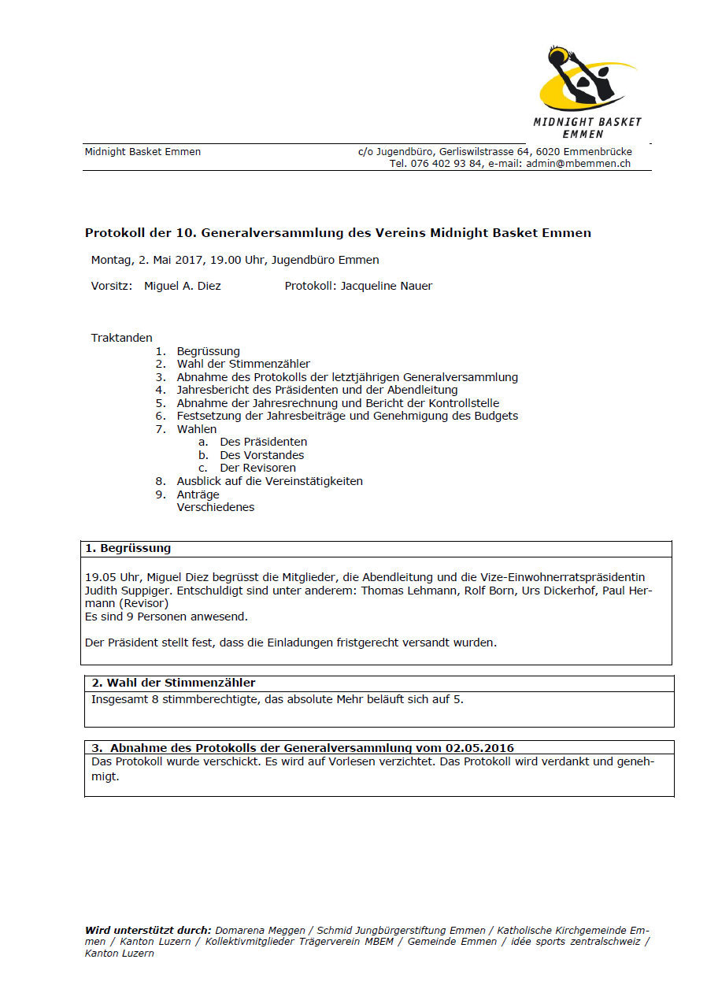 MIDNIGHT BASKET
EMMEN
Midnight Basket Emmen c/o Jugendbüro, Gerliswilstrasse 64, 6020 Emmenbrücke
Tel. 076 402 93 84, e-mail: admin@mbemmen.ch
Protokoll der 10. Generalversammlung des Vereins Midnight Basket Emmen
Montag, 2. Mai 2017, 19.00 Uhr, Jugendbüro Emmen
Vorsitz: Miguel A. Diez Protokoll: Jacqueline Nauer
Traktanden
1. Begrüssung
2. Wahl der Stimmenzähler
3. Abnahme des Protokolls der letztjährigen Generalversammlung
4. Jahresbericht des Präsidenten und der Abendleitung
5. Abnahme der Jahresrechnung und Bericht der Kontrollstelle
6. Festsetzung der Jahresbeiträge und Genehmigung des Budgets
7. Wahlen
a. Des Präsidenten
b. Des Vorstandes
c. Der Revisoren
8. Ausblick auf die Vereinstätigkeiten
9. Anträge
Verschiedenes
1. Begrüssung
19.05 Uhr, Miguel Diez begrüsst die Mitglieder, die Abendleitung und die Vize-Einwohnerratspräsidentin
Judith Suppiger. Entschuldigt sind unter anderem: Thomas Lehmann, Rolf Born, Urs Dickerhof, Paul Her-
mann (Revisor)
Es sind 9 Personen anwesend.
Der Präsident stellt fest, dass die Einladungen fristgerecht versandt wurden.
2. Wahl der Stimmenzähler
Insgesamt 8 stimmberechtigte, das absolute Mehr beläuft sich auf 5.
3. Abnahme des Protokolls der Generalversammlung vom 02.05.2016
Das Protokoll wurde verschickt. Es wird auf Vorlesen verzichtet. Das Protokoll wird verdankt und geneh-
migt.
Wird unterstützt durch: Domarena Meggen / Schmid Jungbürgerstiftung Emmen / Katholische Kirchgemeinde Em-
men / Kanton Luzern / Kollektivmitglieder Trägerverein MBEM / Gemeinde Emmen / idée sports zentralschweiz /
Kanton Luzern